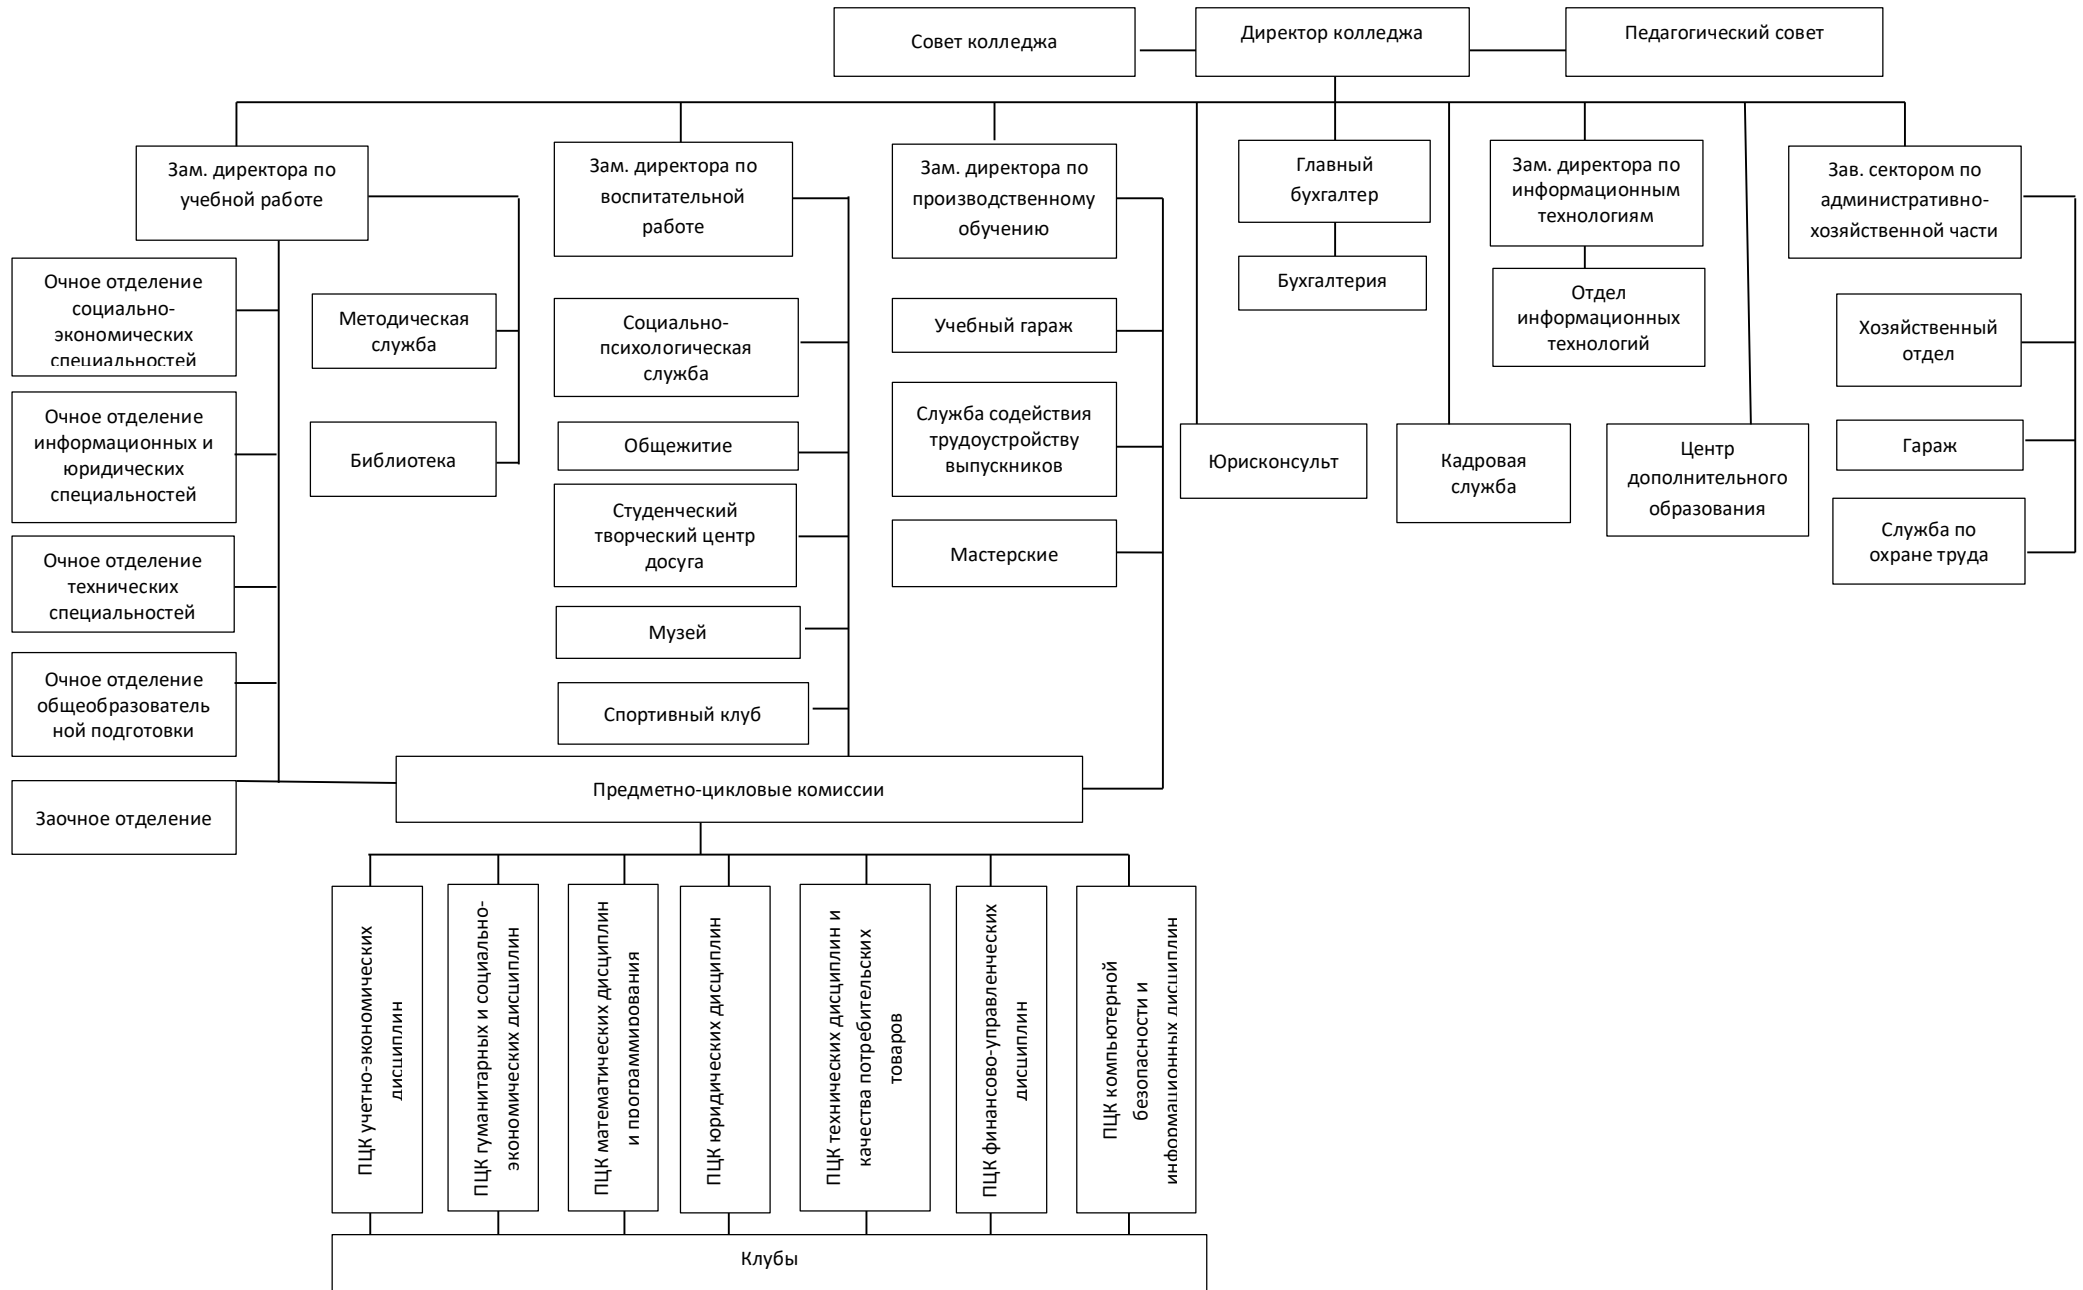 Совет колледжа
Директор колледжа
Педагогический совет
Зам. директора по
учебной работе
Зам. директора по
воспитательной
работе
Зам. директора по
производственному
обучению
Главный
бухгалтер
Зам. директора по
информационным
технологиям
Зав. сектором по
административно-
хозяйственной части
Очное отделение
социально-
экономических
специальностей
Методическая
служба
Социально-
психологическая
служба
Учебный гараж
Бухгалтерия
Отдел
информационных
технологий
Хозяйственный
отдел
Очное отделение
информационных и
юридических
специальностей
Библиотека
Общежитие
Служба содействия
трудоустройству
выпускников
Юрисконсульт
Кадровая
служба
Центр
дополнительного
образования
Гараж
Очное отделение
технических
специальностей
Студенческий
творческий центр
досуга
Мастерские
Служба по
охране труда
Музей
Очное отделение
общеобразователь
ной подготовки
Спортивный клуб
Заочное отделение
Предметно-цикловые комиссии
ПЦК учетно-экономических
дисциплин
ПЦК гуманитарных и социально-
экономических дисциплин
ПЦК математических дисциплин
и программирования
ПЦК юридических дисциплин
ПЦК технических дисциплин и
качества потребительских
товаров
ПЦК финансово-управленческих
дисциплин
ПЦК компьютерной
безопасности и
информационных дисциплин
Клубы